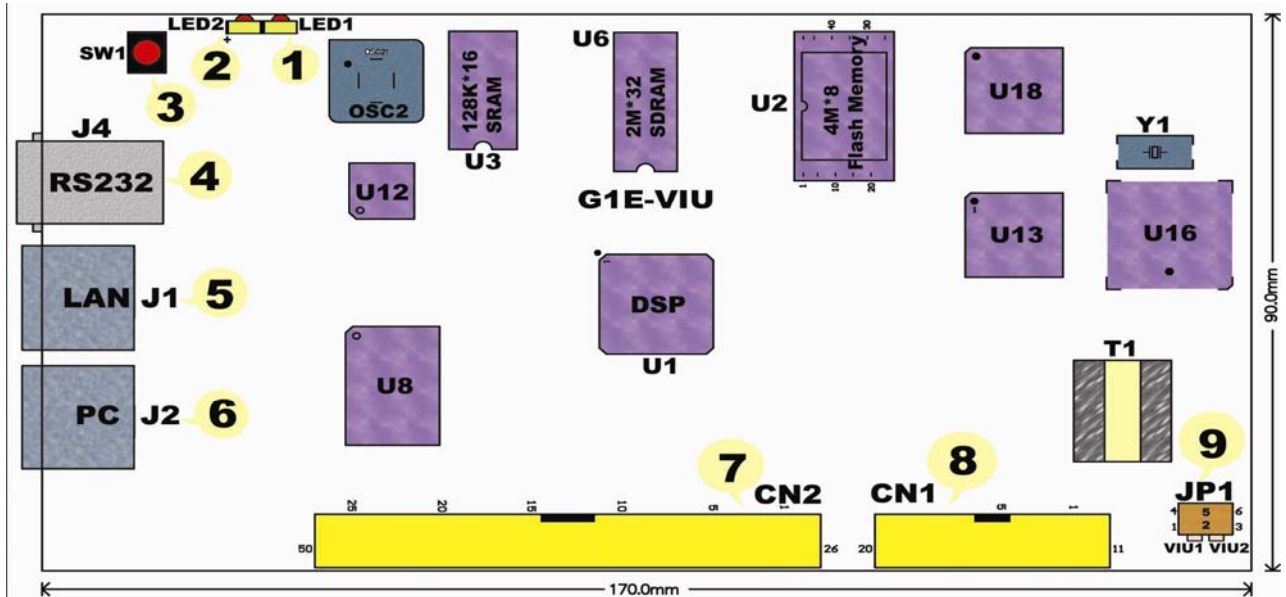 LED2 LED1
+
SW1
2 1
3
OSC2
128K*16
SRAM
U3
U6
2M*32
SDRAM
U2
40 30
4M*8
Flash Memory
1 10 20
U18
Y1
J4
RS232
4
U12
G1E-VIU
1
U13
U16
LAN J1 5
1
DSP
U1
90.0mm
T1
U8
PC J2 6
7
8
9
CN2
CN1
JP1
25 20 15 10 5 1
5 1
4 5 6
1 2 3
50 26
20 11
VIU1 VIU2
170.0mm